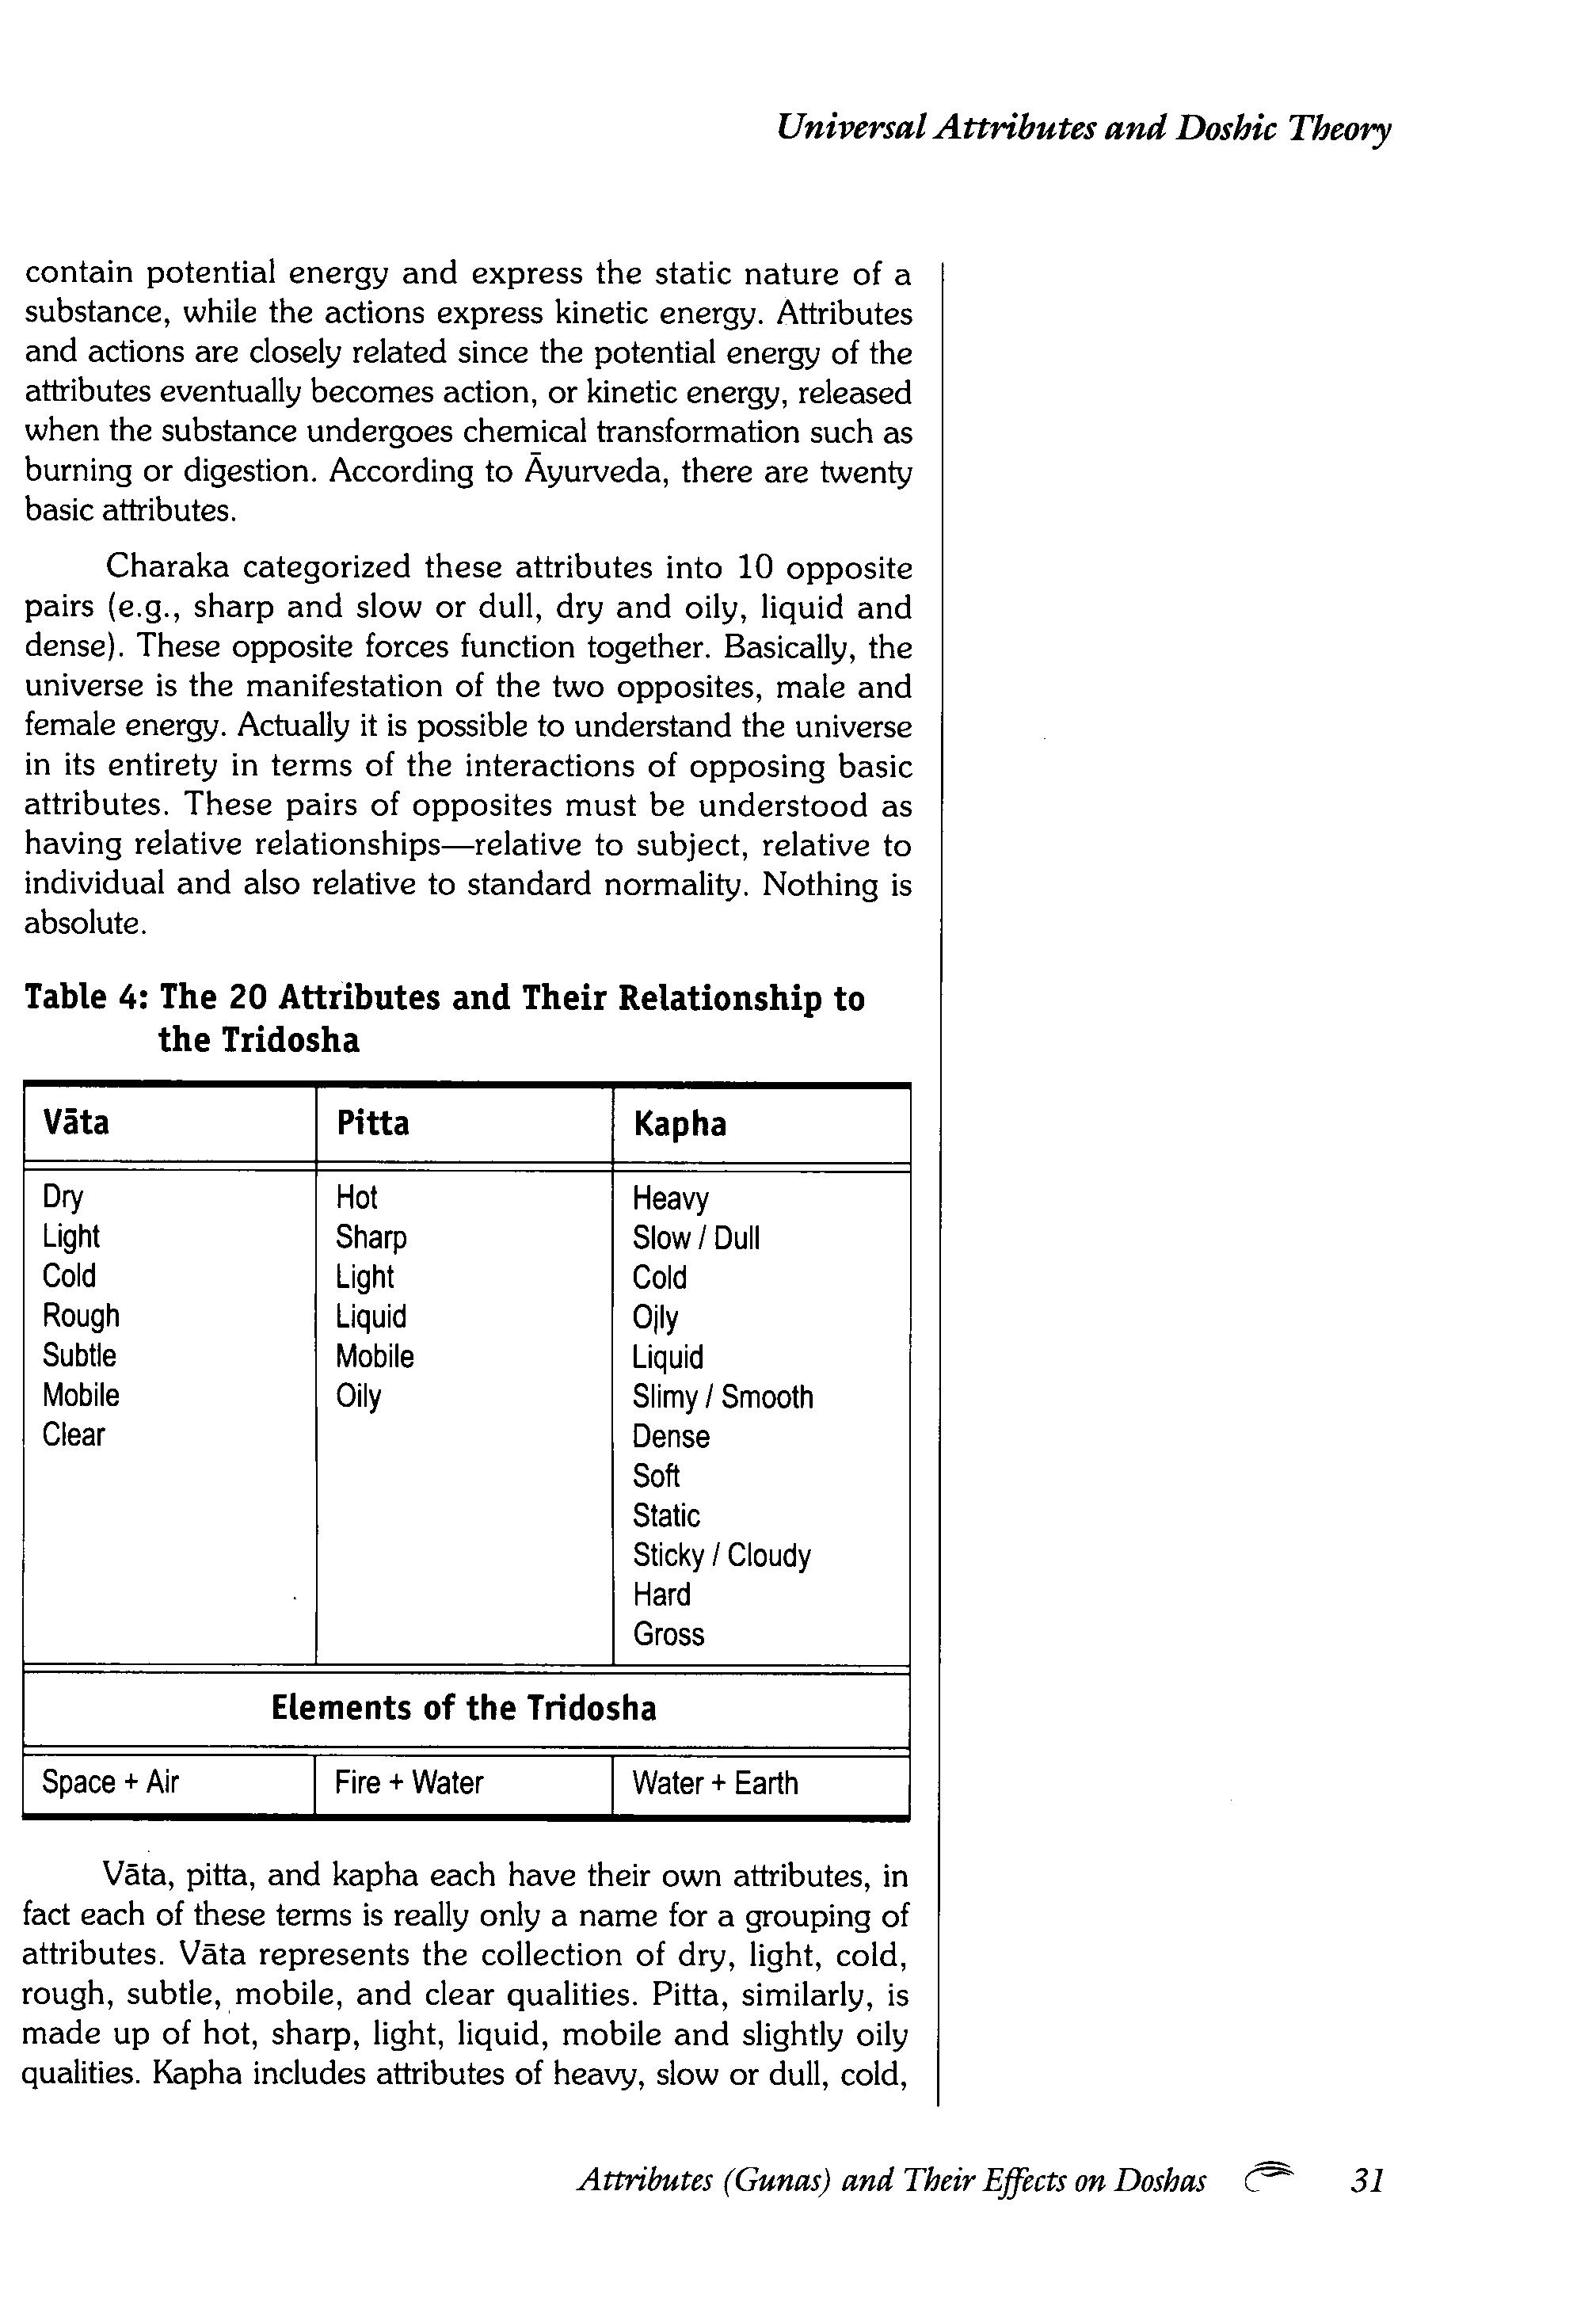 Universal Attributes and Doshic Theory
contain potential energy and express the static nature of a
substance, while the actions express kinetic energy. Attributes
and actions are closely related since the potential energy of the
attributes eventually becomes action, or kinetic energy, released
when the substance undergoes chemical transformation such as
burning or digestion. According to Āyurveda, there are twenty
basic attributes.
Charaka categorized these attributes into 10 opposite
pairs (e.g., sharp and slow or dull, dry and oily, liquid and
dense). These opposite forces function together. Basically, the
universe is the manifestation of the two opposites, male and
female energy. Actually it is possible to understand the universe
in its entirety in terms of the interactions of opposing basic
attributes. These pairs of opposites must be understood as
having relative relationships—relative to subject, relative to
individual and also relative to standard normality. Nothing is
absolute.
Table 4: The 20 Attributes and Their Relationship to
the Tridosha
Vāta Pitta Kapha
Dry Hot Heavy
Light Sharp Slow / Dull
Cold Light Cold
Rough Liquid Oily
Subtle Mobile Liquid
Mobile Oily Slimy / Smooth
Clear Dense
Soft
Static
Sticky / Cloudy
Hard
Gross
Elements of the Tridosha
Space + Air Fire + Water Water + Earth
Vāta, pitta, and kapha each have their own attributes, in
fact each of these terms is really only a name for a grouping of
attributes. Vāta represents the collection of dry, light, cold,
rough, subtle, mobile, and clear qualities. Pitta, similarly, is
made up of hot, sharp, light, liquid, mobile and slightly oily
qualities. Kapha includes attributes of heavy, slow or dull, cold,
Attributes (Gunas) and Their Effects on Doshas 31